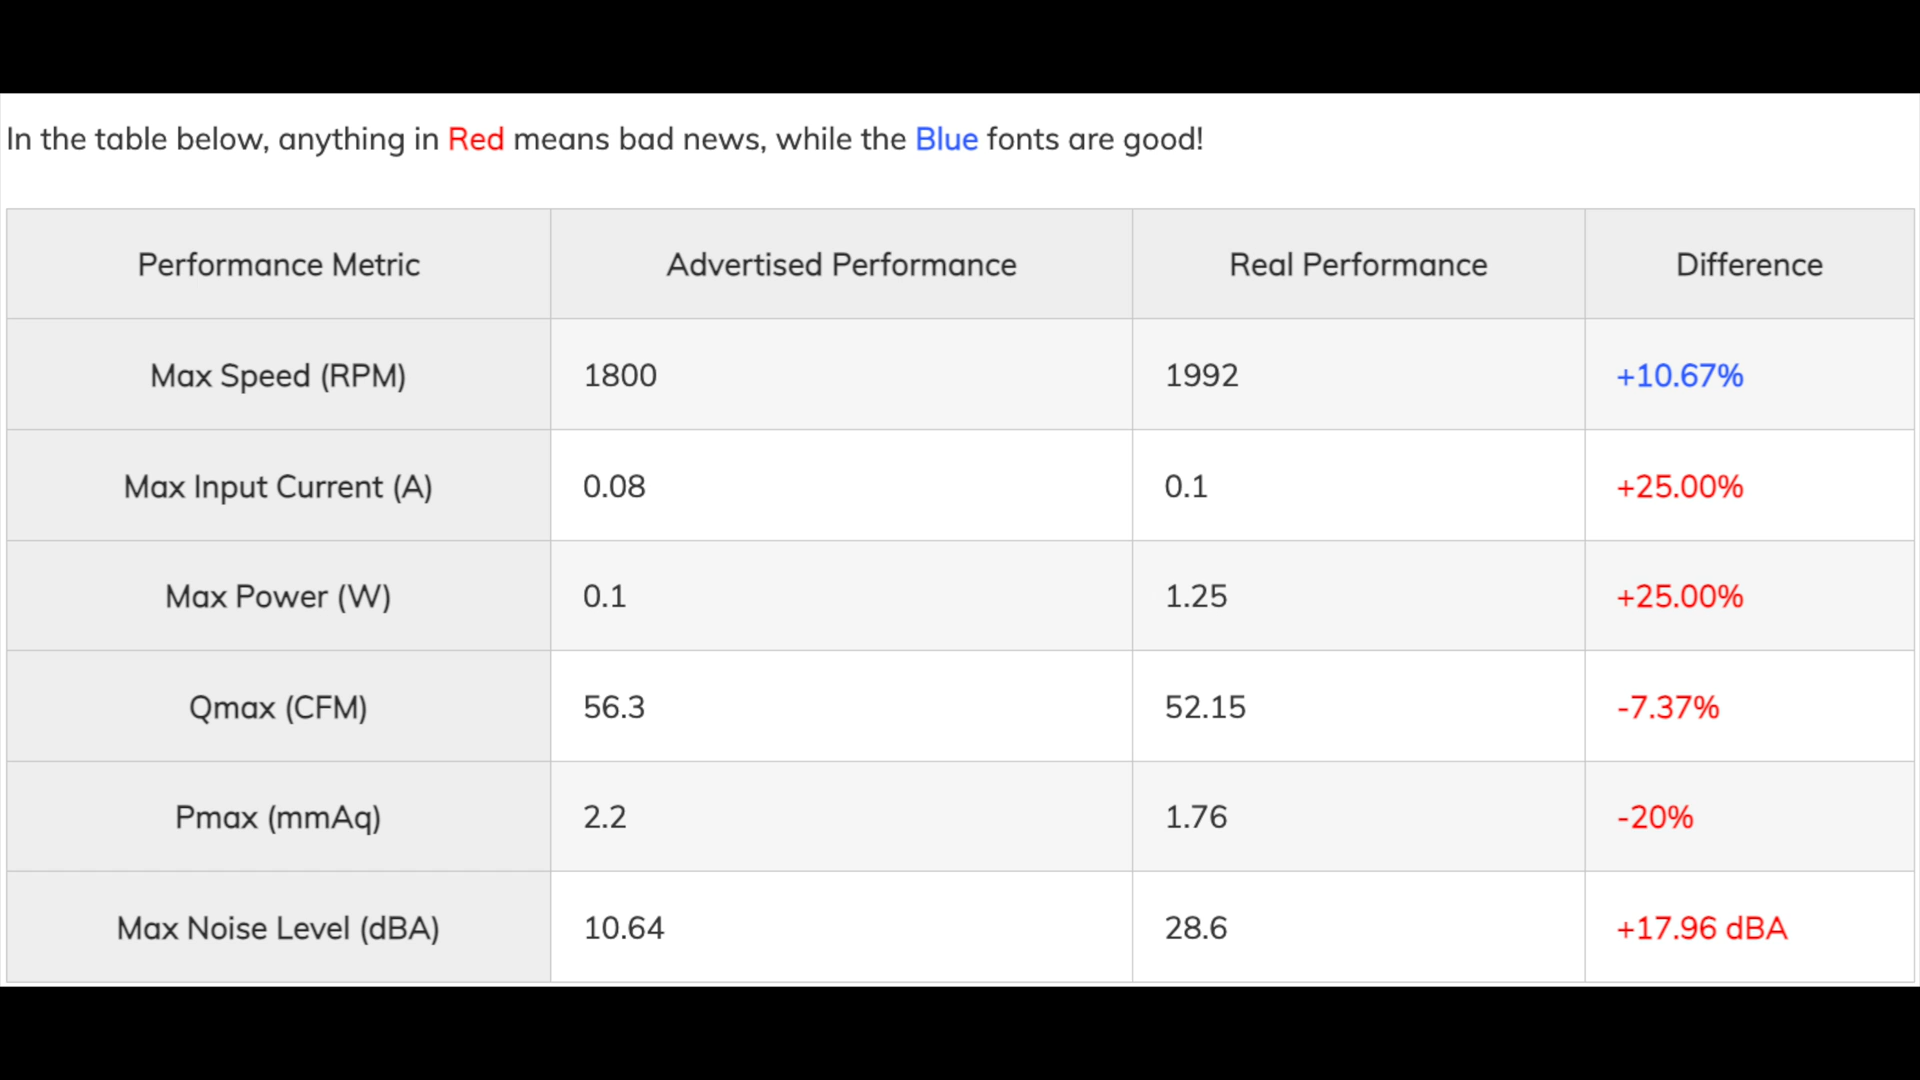 In the table below, anything in Red means bad news, while the Blue fonts are good!
Performance Metric Advertised Performance Real Performance Difference
Max Speed (RPM) 1800 1992 +10.67%
Max Input Current (A) 0.08 0.1 +25.00%
Max Power (W) 0.1 1.25 +25.00%
Qmax (CFM) 56.3 52.15 -7.37%
Pmax (mmAq) 2.2 1.76 -20%
Max Noise Level (dBA) 10.64 28.6 +17.96 dBA